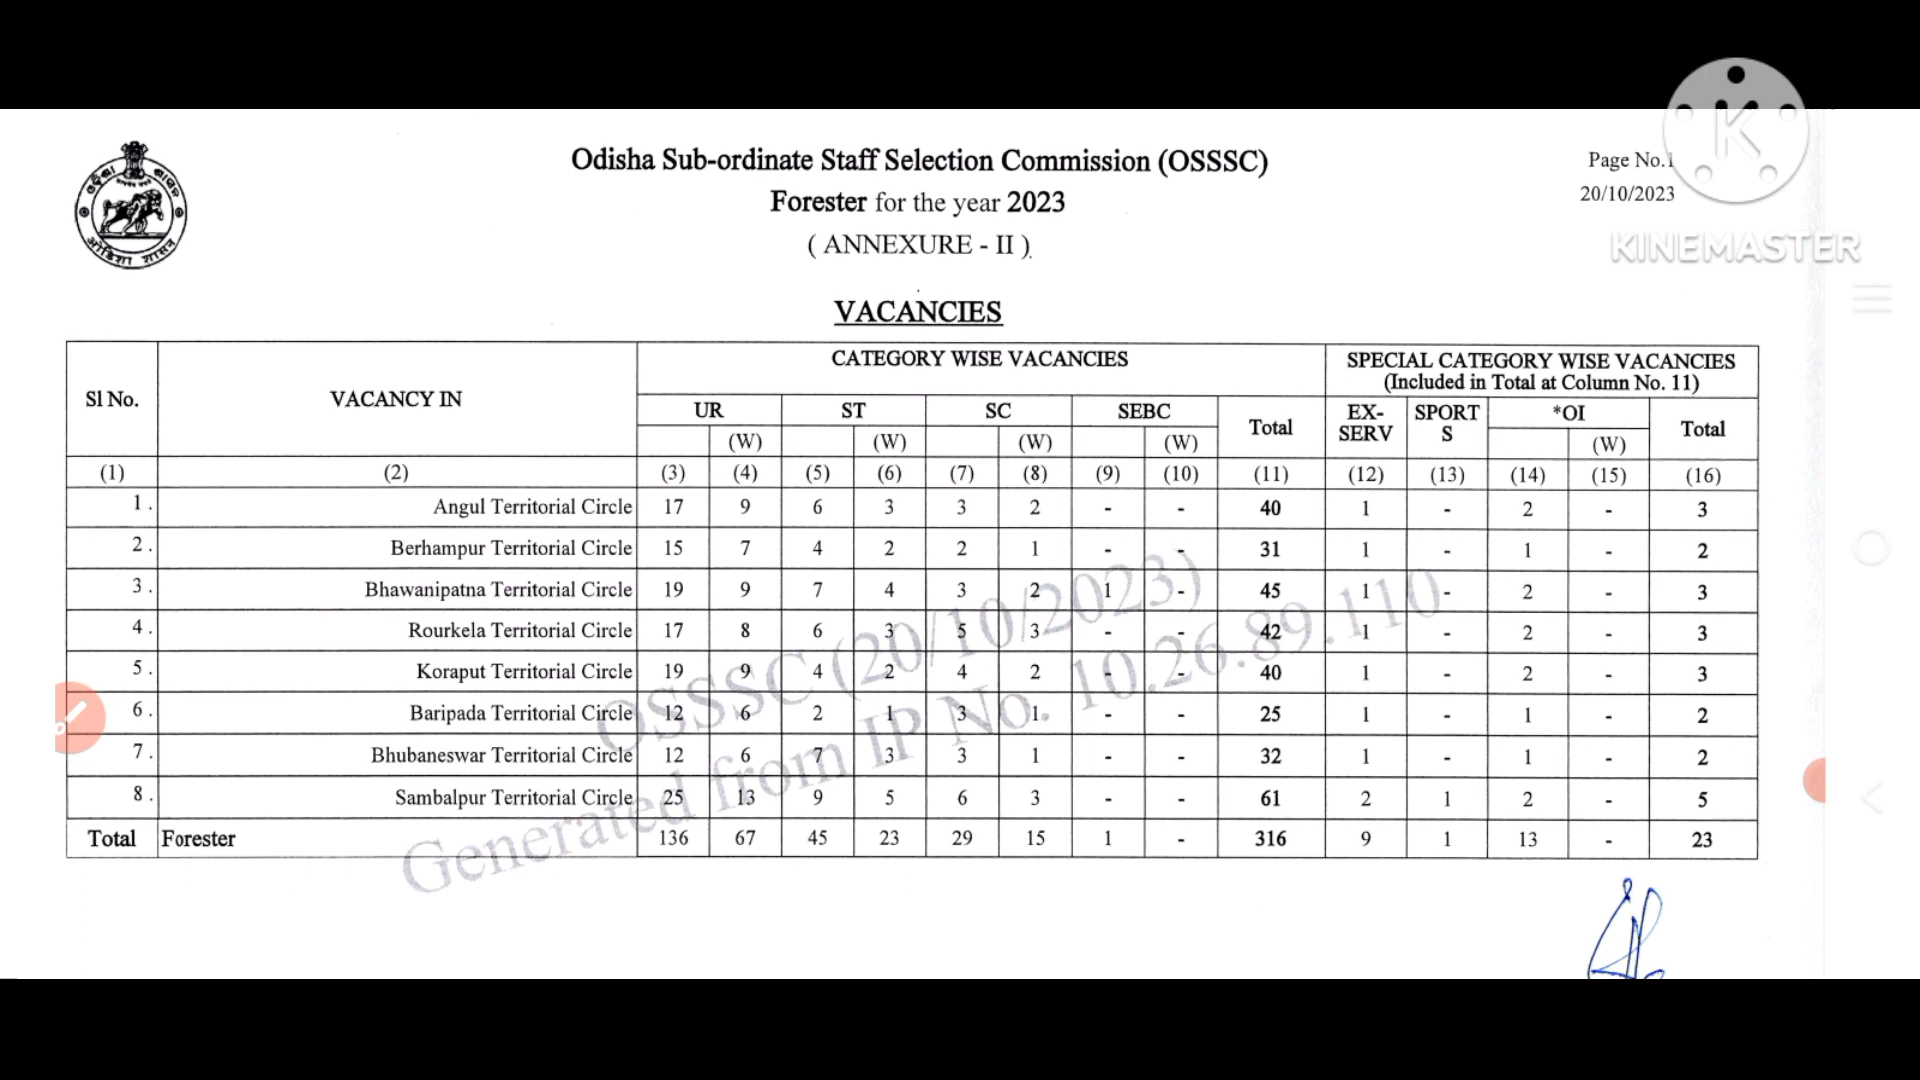 KINEMASTER
Odisha Sub-ordinate Staff Selection Commission (OSSSC)
Page No.1
Forester for the year 2023
20/10/2023
( ANNEXURE - II )
VACANCIES
Sl No. VACANCY IN CATEGORY WISE VACANCIES SPECIAL CATEGORY WISE VACANCIES
(Included in Total at Column No. 11)
UR ST SC SEBC Total EX-SERV SPORTS *OI Total
(W) (W) (W) (W) (W)
(1) (2) (3) (4) (5) (6) (7) (8) (9) (10) (11) (12) (13) (14) (15) (16)
1 . Angul Territorial Circle 17 9 6 3 3 2 - - 40 1 - 2 - 3
2 . Berhampur Territorial Circle 15 7 4 2 2 1 - - 31 1 - 1 - 2
3 . Bhawanipatna Territorial Circle 19 9 7 4 3 2 1 - 45 1 - 2 - 3
4 . Rourkela Territorial Circle 17 8 6 3 5 3 - - 42 1 - 2 - 3
5 . Koraput Territorial Circle 19 9 4 2 4 2 - - 40 1 - 2 - 3
6 . Baripada Territorial Circle 12 6 2 1 3 1 - - 25 1 - 1 - 2
7 . Bhubaneswar Territorial Circle 12 6 7 3 3 1 - - 32 1 - 1 - 2
8 . Sambalpur Territorial Circle 25 13 9 5 6 3 - - 61 2 1 2 - 5
Total Forester 136 67 45 23 29 15 1 - 316 9 1 13 - 23
OSSSC (20/10/2023)
Generated from IP No. 10.26.89.110